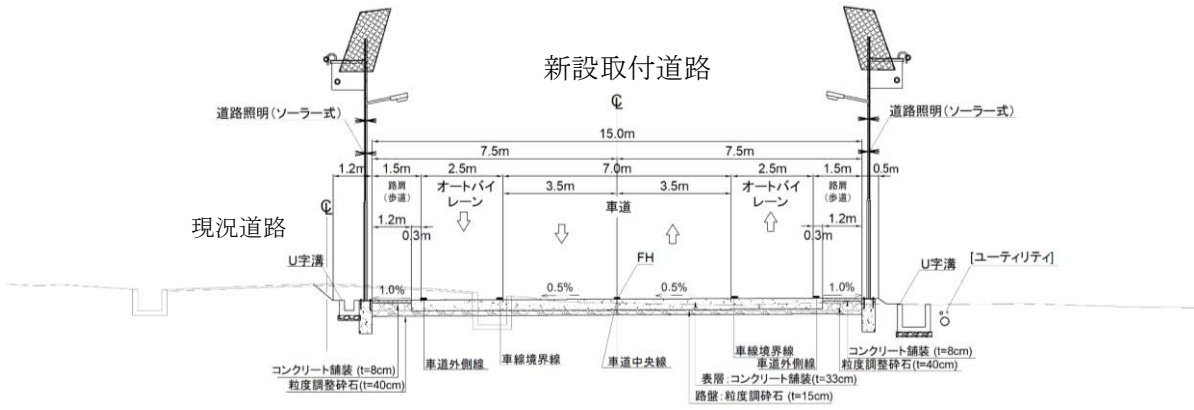 新設取付道路
℄
道路照明(ソーラー式)
道路照明(ソーラー式)
15.0m
7.5m
7.5m
1.2m
1.5m
2.5m
7.0m
2.5m
1.5m
0.5m
路肩
(歩道)
オートバイ
レーン
3.5m
3.5m
オートバイ
レーン
路肩
(歩道)
車道
℄
1.2m
1.2m
現況道路
0.3m
0.3m
U字溝
FH
U字溝
[ユーティリティ]
1.0%
0.5%
0.5%
1.0%
コンクリート舗装 (t=8cm)
粒度調整砕石(t=40cm)
車道外側線
車線境界線
車道中央線
車線境界線
車道外側線
コンクリート舗装 (t=8cm)
粒度調整砕石(t=40cm)
表層:コンクリート舗装(t=33cm)
路盤:粒度調砕石 (t=15cm)